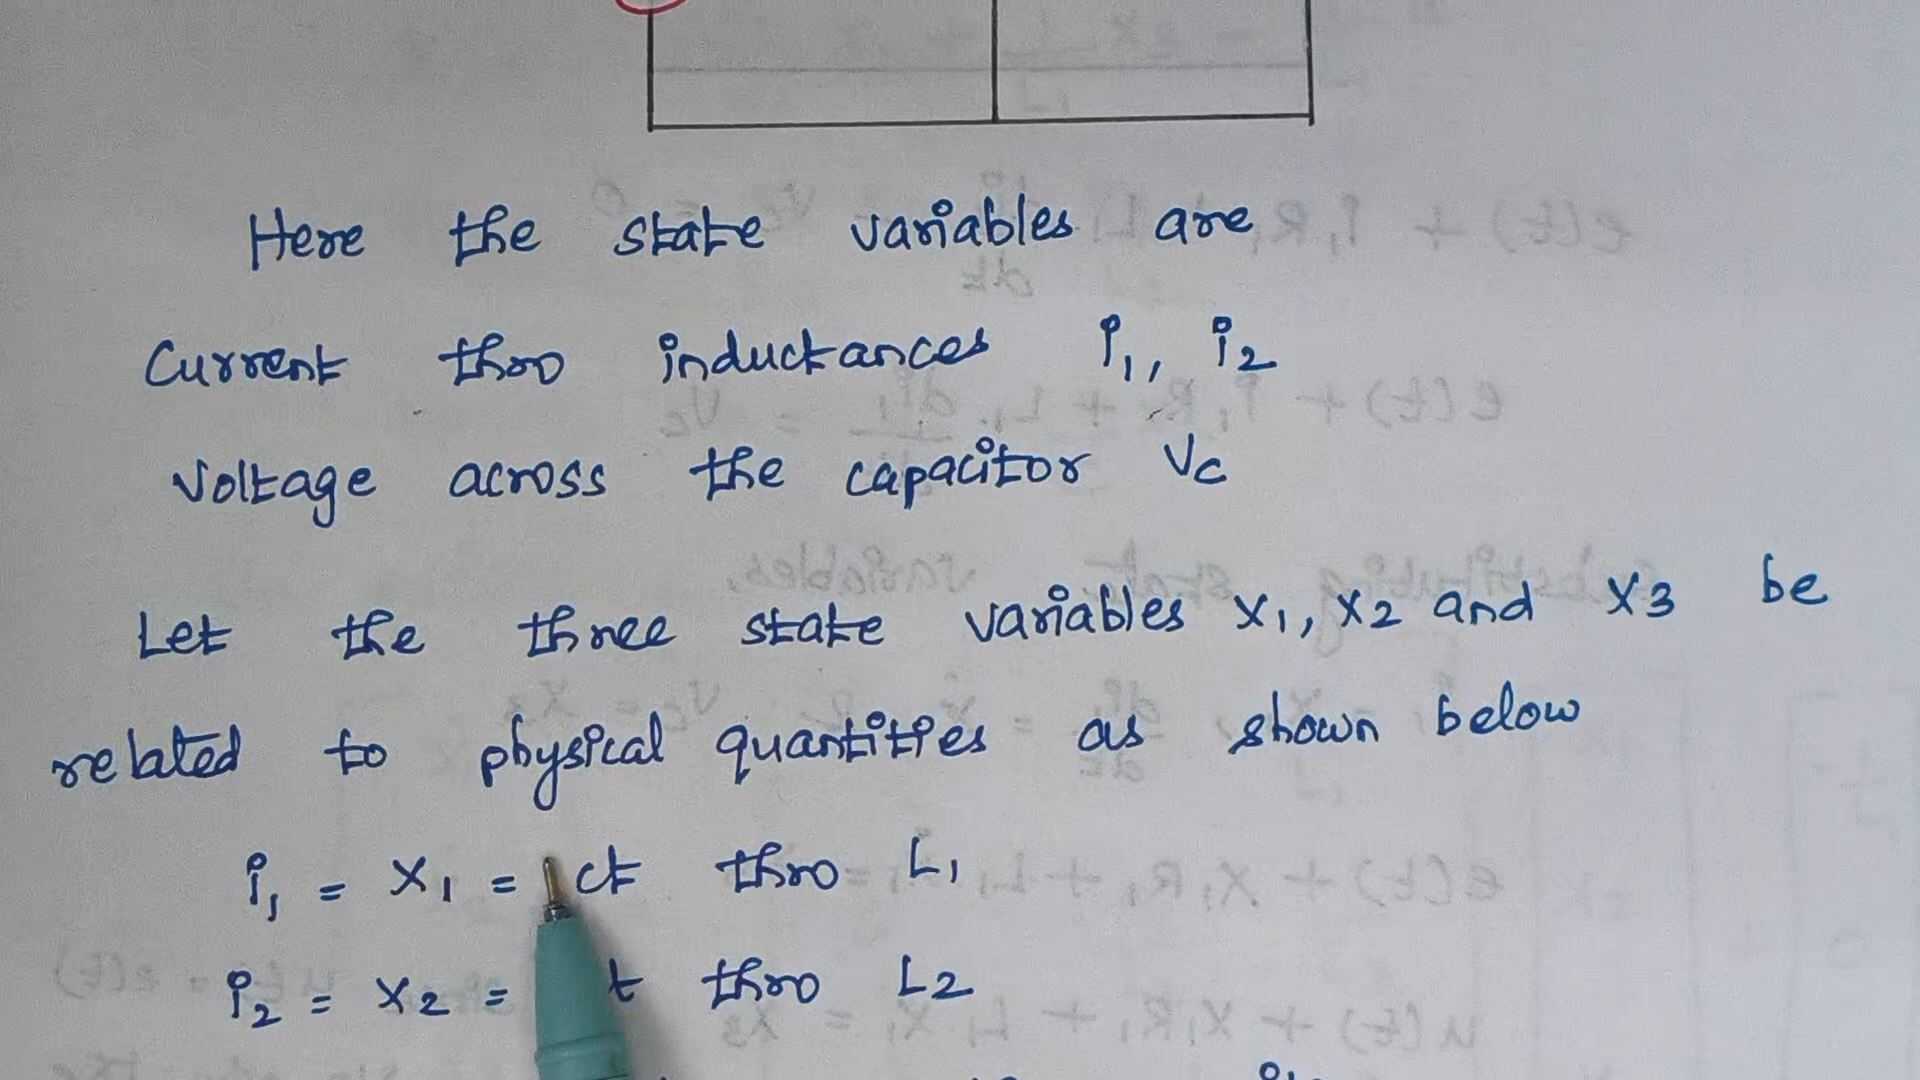 Here the state variables are
Current thro inductances i1, i2
Voltage across the capacitor Vc
Let the three state variables x1, x2 and x3 be
related to physical quantities as shown below
i1 = x1 = ct thro L1
i2 = x2 = t thro L2